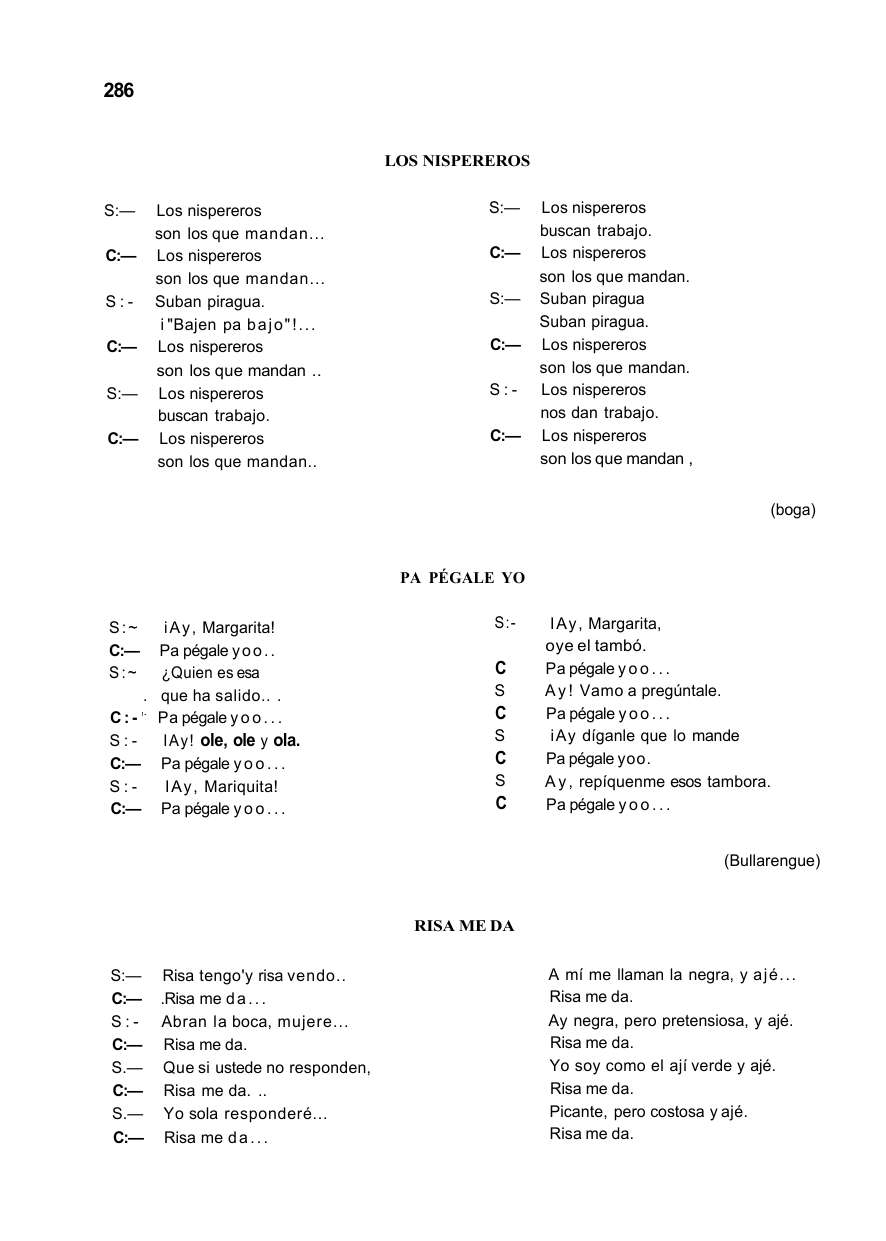 286
LOS NISPEREROS
S:— Los nispereros
son los que mandan...
C:— Los nispereros
son los que mandan...
S:- Suban piragua.
¡"Bajen pa bajo"!...
C:— Los nispereros
son los que mandan ..
S:— Los nispereros
buscan trabajo.
C:— Los nispereros
son los que mandan..
S:— Los nispereros
buscan trabajo.
C:— Los nispereros
son los que mandan.
S:— Suban piragua
Suban piragua.
C:— Los nispereros
son los que mandan.
S:- Los nispereros
nos dan trabajo.
C:— Los nispereros
son los que mandan ,
(boga)
PA PÉGALE YO
S:~ ¡Ay, Margarita!
C:— Pa pégale yoo..
S:~ ¿Quien es esa
. que ha salido.. .
C:- Pa pégale yoo...
S:- lAy! ole, ole y ola.
C:— Pa pégale yoo...
S:- lAy, Mariquita!
C:— Pa pégale yoo...
S:- lAy, Margarita,
oye el tambó.
C Pa pégale yoo...
S Ay! Vamo a pregúntale.
C Pa pégale yoo...
S ¡Ay díganle que lo mande
C Pa pégale yoo.
S Ay, repíquenme esos tambora.
C Pa pégale yoo...
(Bullarengue)
RISA ME DA
S:— Risa tengo'y risa vendo..
C:— .Risa me da...
S:- Abran la boca, mujere...
C:— Risa me da.
S.— Que si ustede no responden,
C:— Risa me da. ..
S.— Yo sola responderé...
C:— Risa me da...
A mí me llaman la negra, y ajé...
Risa me da.
Ay negra, pero pretensiosa, y ajé.
Risa me da.
Yo soy como el ají verde y ajé.
Risa me da.
Picante, pero costosa y ajé.
Risa me da.